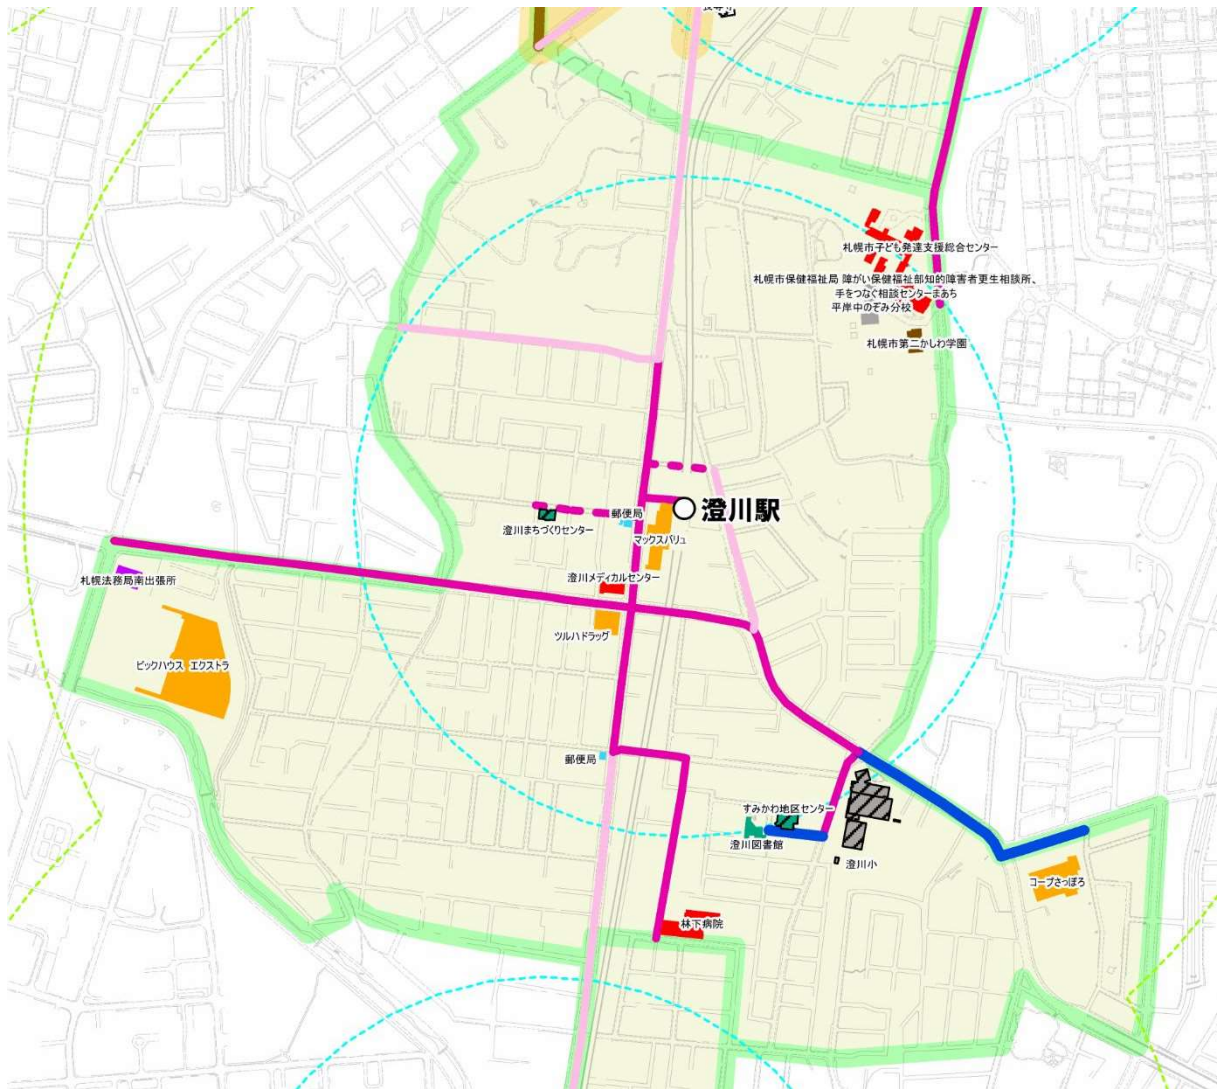 札幌市子ども発達支援総合センター
札幌市保健福祉局 障がい保健福祉部知的障害者更生相談所、
手をつなぐ相談センターまあち
平岸中のぞみ分校
札幌市第二かしわ学園
澄川駅
郵便局
澄川まちづくりセンター
マックスバリュ
澄川メディカルセンター
札幌法務局南出張所
ツルハドラッグ
ビックハウス エクストラ
郵便局
すみかわ地区センター
澄川図書館
澄川小
コープさっぽろ
林下病院